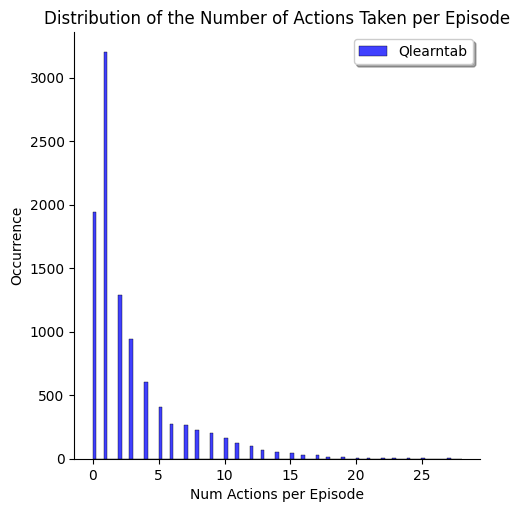 Distribution of the Number of Actions Taken per Episode
Qlearntab
Occurrence
3000
2500
2000
1500
1000
500
0
0 5 10 15 20 25
Num Actions per Episode